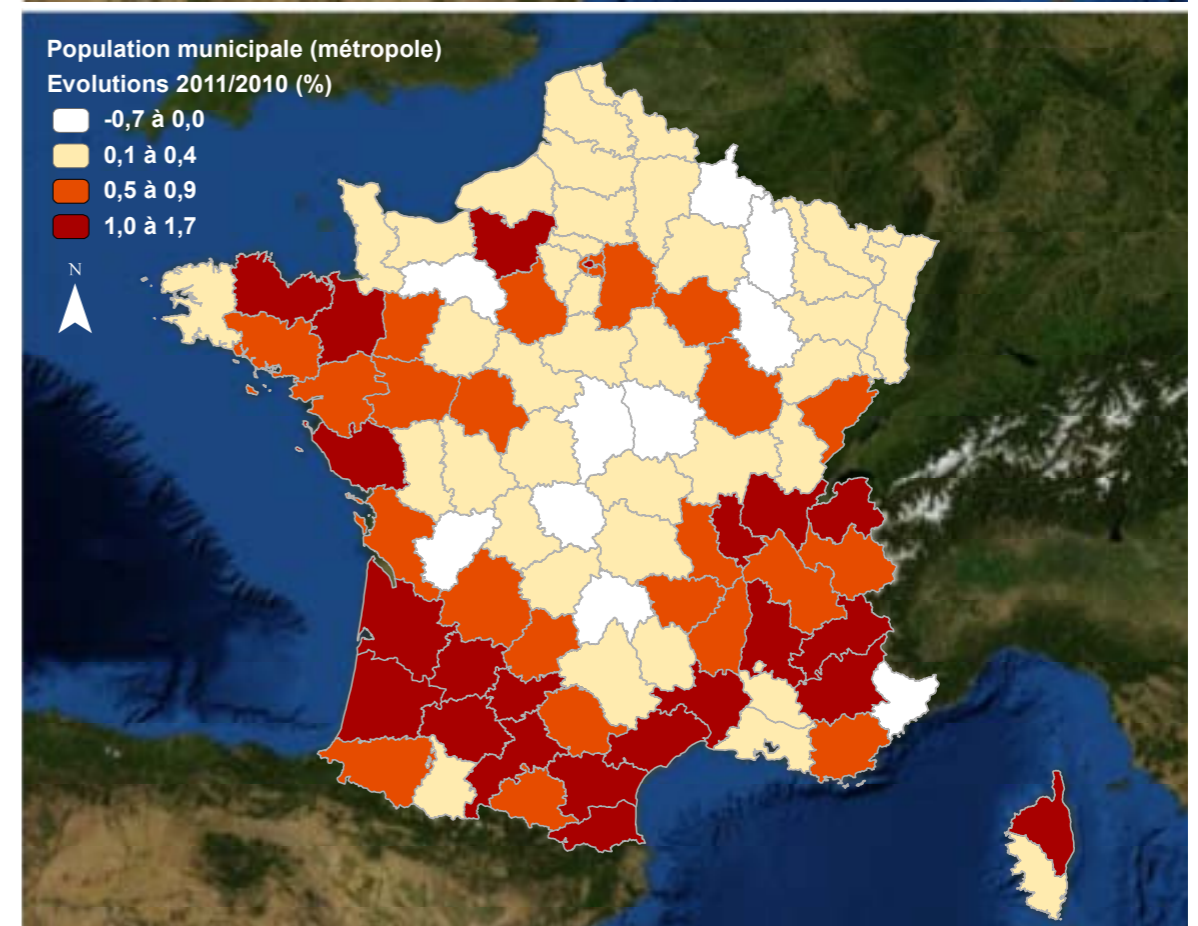 Population municipale (métropole)
Evolutions 2011/2010 (%)
-0,7 à 0,0
0,1 à 0,4
0,5 à 0,9
1,0 à 1,7
N